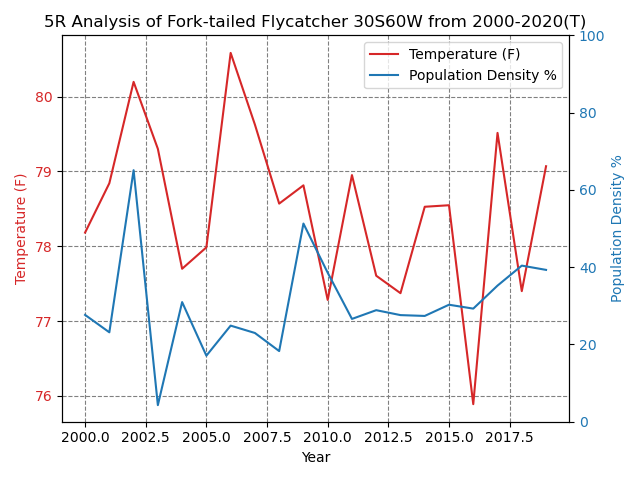 5R Analysis of Fork-tailed Flycatcher 30S60W from 2000-2020(T)
Temperature (F)
Population Density %
80
79
78
77
76
Temperature (F)
100
80
60
40
20
0
Population Density %
2000.0 2002.5 2005.0 2007.5 2010.0 2012.5 2015.0 2017.5
Year